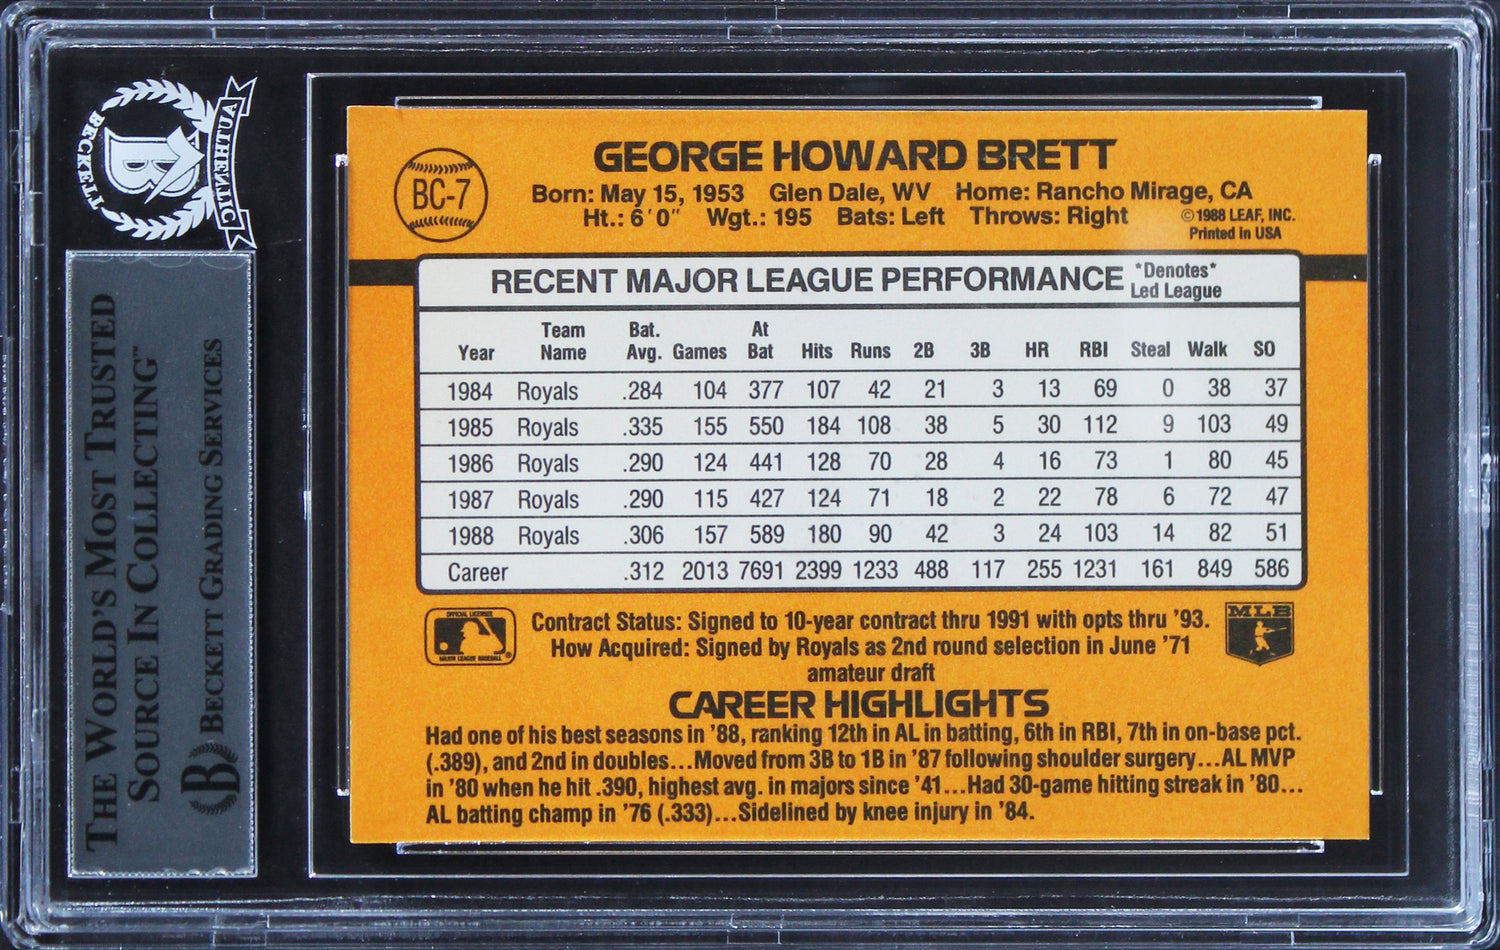 BECKETT AUTHENTIC
B
THE WORLD'S MOST TRUSTED
SOURCE IN COLLECTING™
B BECKETT GRADING SERVICES
BC-7
GEORGE HOWARD BRETT
Born: May 15, 1953 Glen Dale, WV Home: Rancho Mirage, CA
Ht.: 6'0" Wgt.: 195 Bats: Left Throws: Right
©1988 LEAF, INC.
Printed in USA
RECENT MAJOR LEAGUE PERFORMANCE *Denotes*
Led League
Year Team Name Bat. Avg. Games At Bat Hits Runs 2B 3B HR RBI Steal Walk SO
1984 Royals .284 104 377 107 42 21 3 13 69 0 38 37
1985 Royals .335 155 550 184 108 38 5 30 112 9 103 49
1986 Royals .290 124 441 128 70 28 4 16 73 1 80 45
1987 Royals .290 115 427 124 71 18 2 22 78 6 72 47
1988 Royals .306 157 589 180 90 42 3 24 103 14 82 51
Career .312 2013 7691 2399 1233 488 117 255 1231 161 849 586
OFFICIAL LICENSEE
MAJOR LEAGUE BASEBALL ®
Contract Status: Signed to 10-year contract thru 1991 with opts thru '93.
How Acquired: Signed by Royals as 2nd round selection in June '71
amateur draft
MLB
CAREER HIGHLIGHTS
Had one of his best seasons in '88, ranking 12th in AL in batting, 6th in RBI, 7th in on-base pct.
(.389), and 2nd in doubles...Moved from 3B to 1B in '87 following shoulder surgery...AL MVP
in '80 when he hit .390, highest avg. in majors since '41...Had 30-game hitting streak in '80...
AL batting champ in '76 (.333)...Sidelined by knee injury in '84.